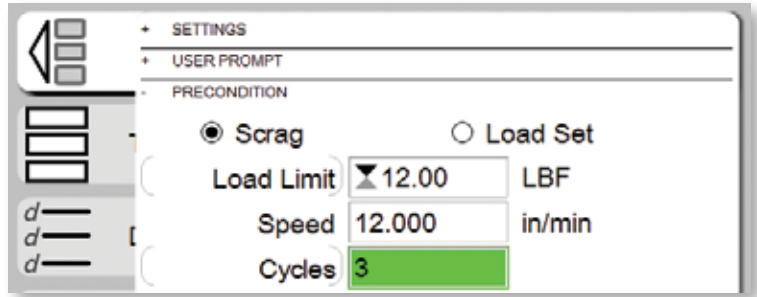 + SETTINGS
+ USER PROMPT
- PRECONDITION
Scrag Load Set
Load Limit 12.00 LBF
Speed 12.000 in/min
d
d
d
Cycles 3